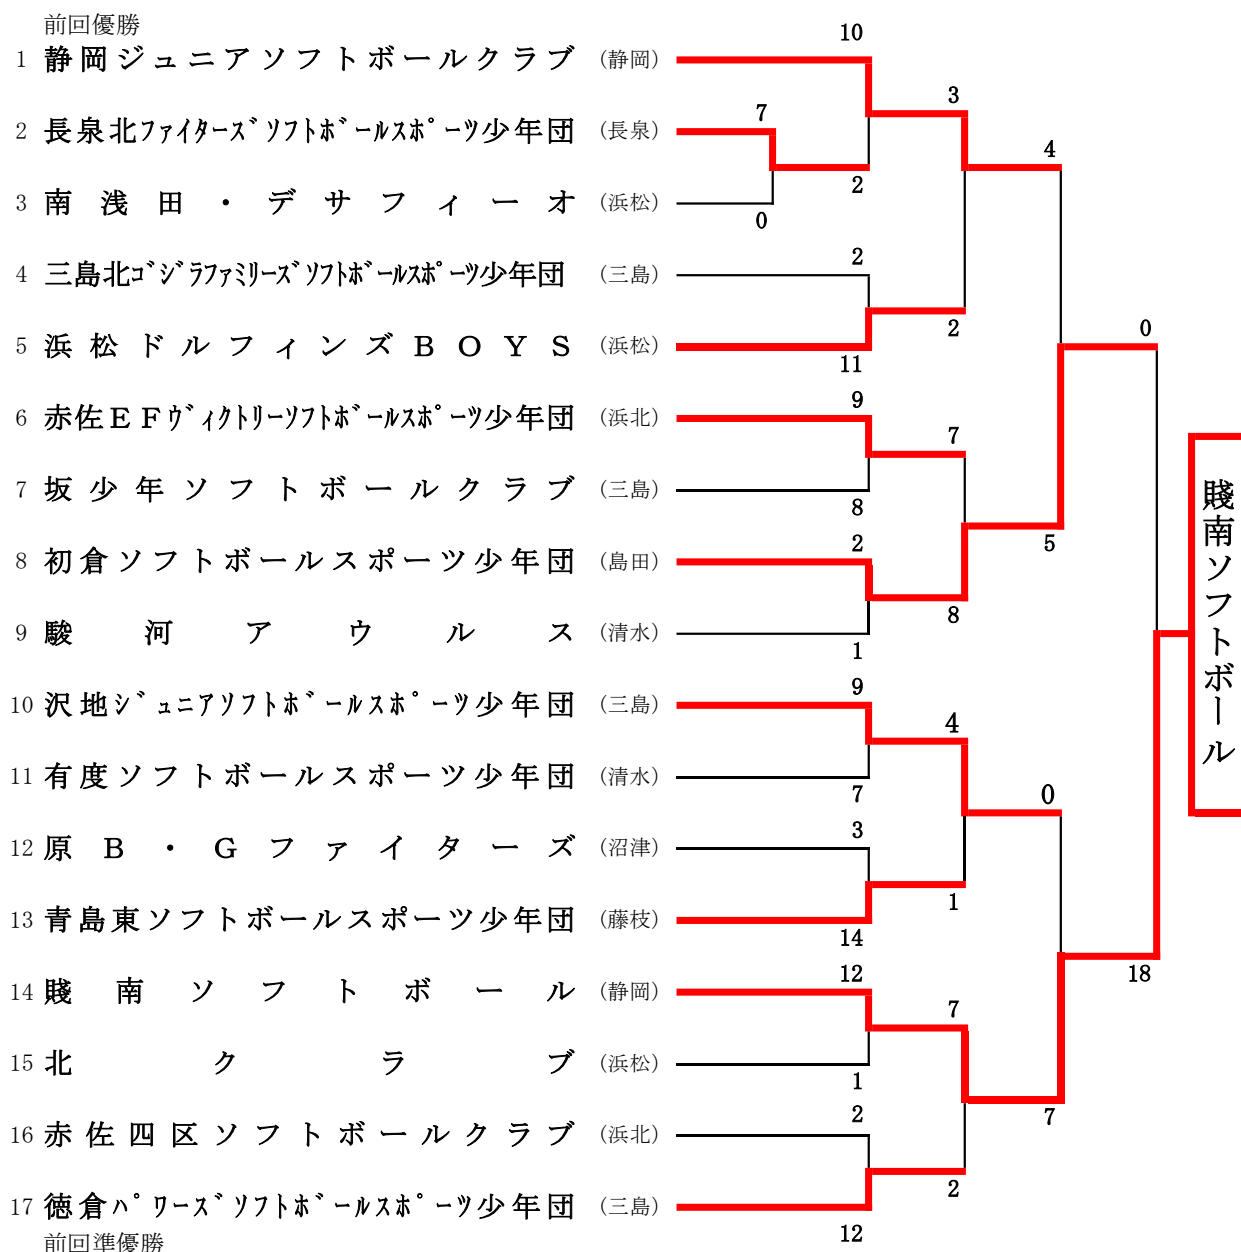 前回優勝
10
1 静岡ジュニアソフトボールクラブ (静岡)
3
7
2 長泉北ﾌｧｲﾀｰｽﾞｿﾌﾄﾎﾞｰﾙｽﾎﾟｰﾂ少年団 (長泉)
4
2
3 南浅田・デサフィーオ (浜松)
0
2
4 三島北ｺﾞｼﾞﾗﾌｧﾐﾘｰｽﾞｿﾌﾄﾎﾞｰﾙｽﾎﾟｰﾂ少年団 (三島)
2
0
5 浜松ドルフィンズBOYS (浜松)
11
9
6 赤佐EFｳﾞｨｸﾄﾘｰｿﾌﾄﾎﾞｰﾙｽﾎﾟｰﾂ少年団 (浜北)
7
7 坂少年ソフトボールクラブ (三島)
8
2
5
8 初倉ソフトボールスポーツ少年団 (島田)
8
9 駿河アウルス (清水)
1
賤南ソフトボール
9
10 沢地ｼﾞｭﾆｱｿﾌﾄﾎﾞｰﾙｽﾎﾟｰﾂ少年団 (三島)
4
11 有度ソフトボールスポーツ少年団 (清水)
7
0
3
12 原B・Gファイターズ (沼津)
1
13 青島東ソフトボールスポーツ少年団 (藤枝)
14
12
18
14 賤南ソフトボール (静岡)
7
15 北クラブ (浜松)
1
2
7
16 赤佐四区ソフトボールクラブ (浜北)
2
17 徳倉ﾊﾟﾜｰｽﾞｿﾌﾄﾎﾞｰﾙｽﾎﾟｰﾂ少年団 (三島)
12
前回準優勝